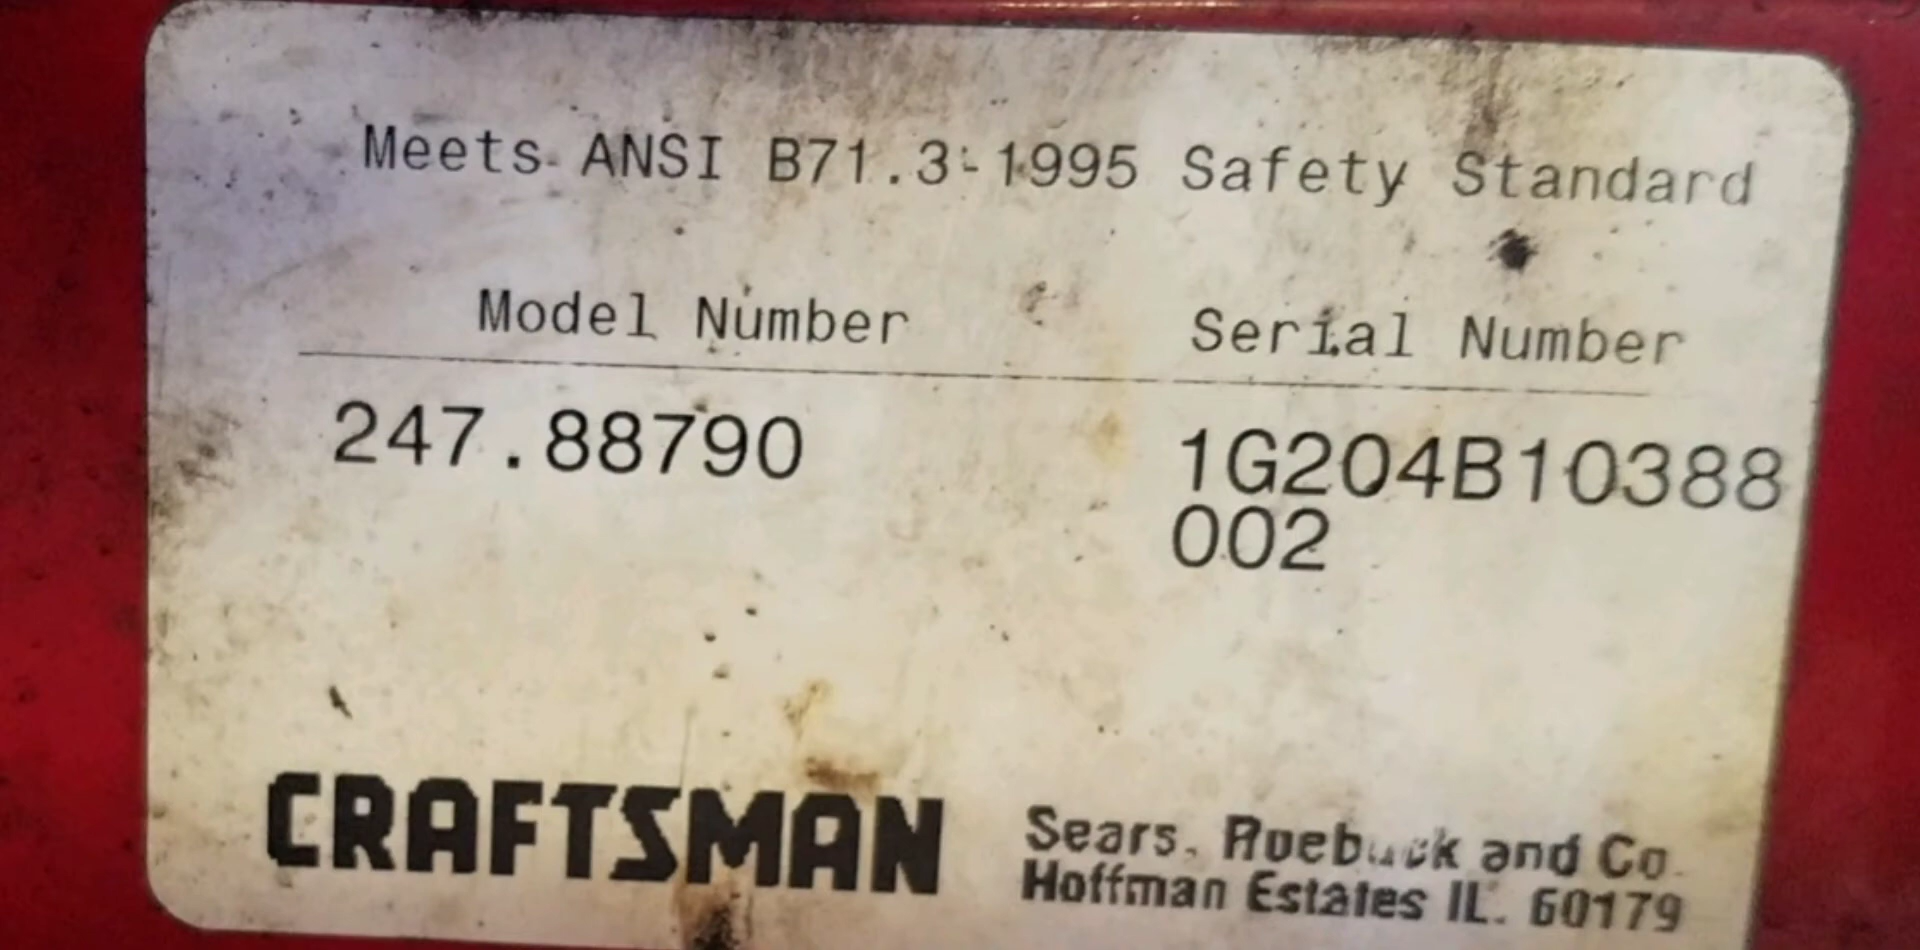 Meets ANSI B71.3-1995 Safety Standard
Model Number Serial Number
247.88790 1G204B10388
002
CRAFTSMAN
Sears, Roebuck and Co.
Hoffman Estates IL. 60179